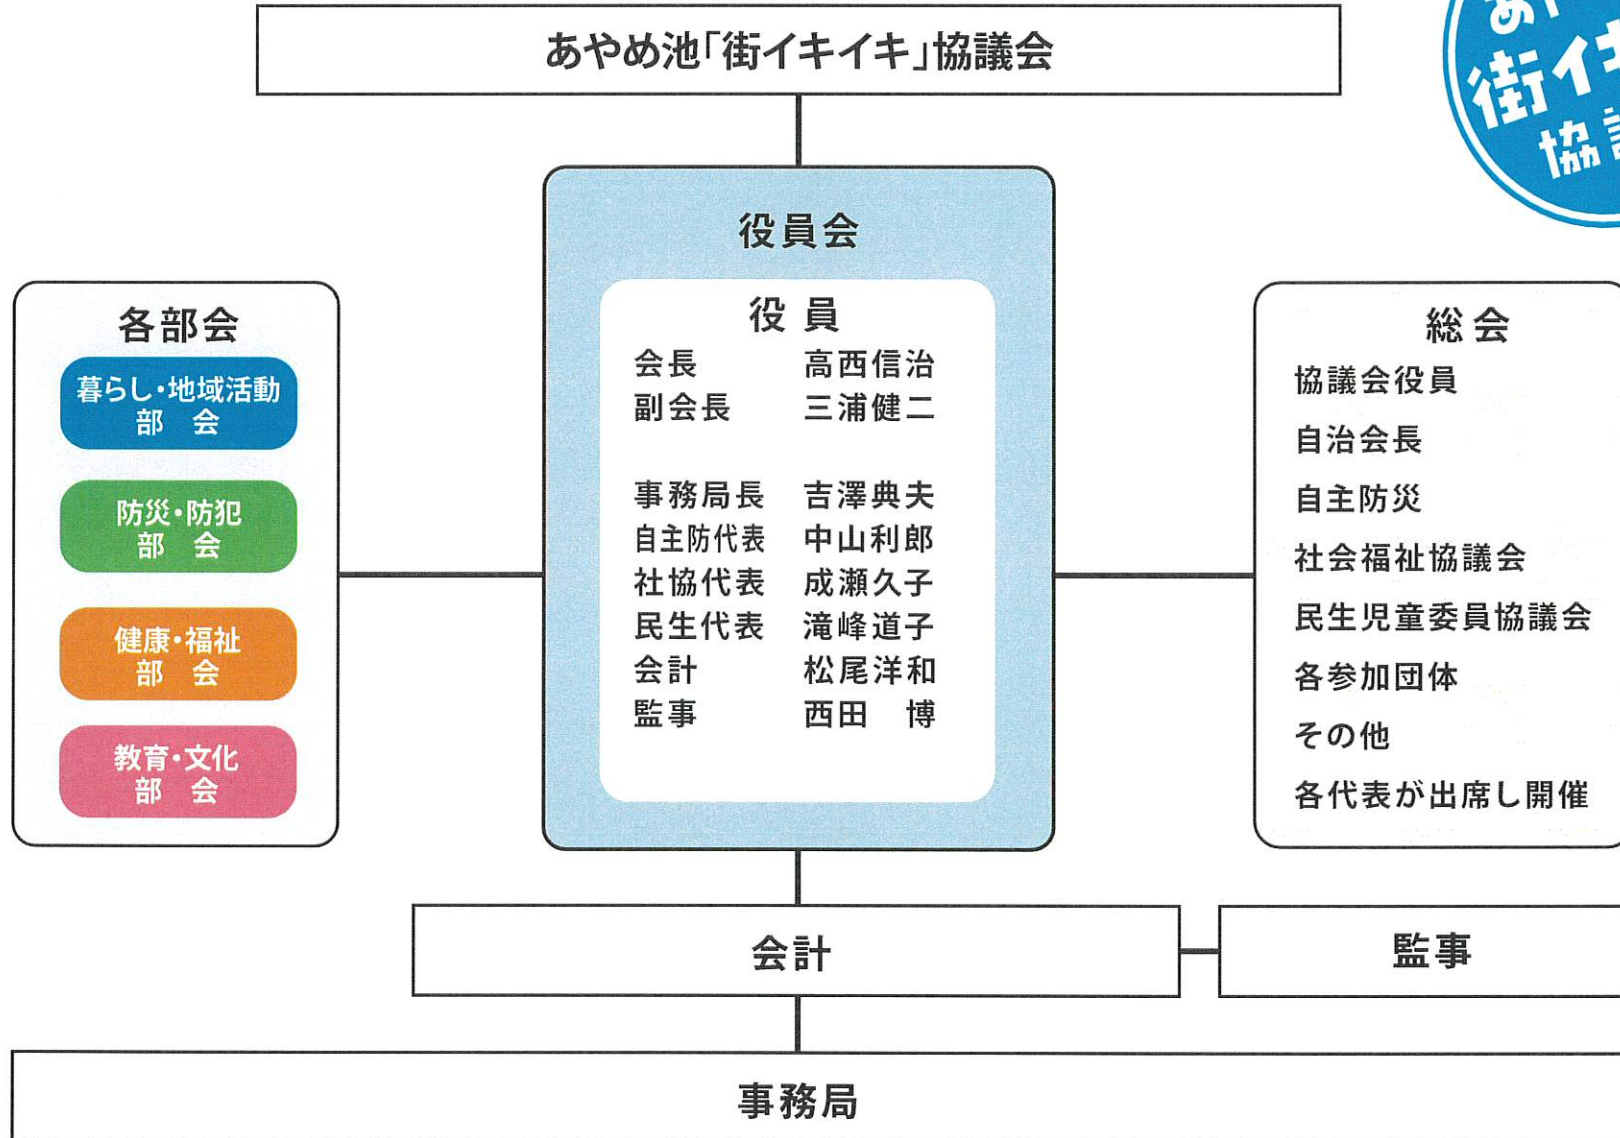 あやめ池「街イキイキ」協議会
街イキ
協
役員会
役 員
会長 高西信治
副会長 三浦健二
事務局長 吉澤典夫
自主防代表 中山利郎
社協代表 成瀬久子
民生代表 滝峰道子
会計 松尾洋和
監事 西田 博
各部会
暮らし・地域活動
部 会
防災・防犯
部 会
健康・福祉
部 会
教育・文化
部 会
総会
協議会役員
自治会長
自主防災
社会福祉協議会
民生児童委員協議会
各参加団体
その他
各代表が出席し開催
会計
監事
事務局